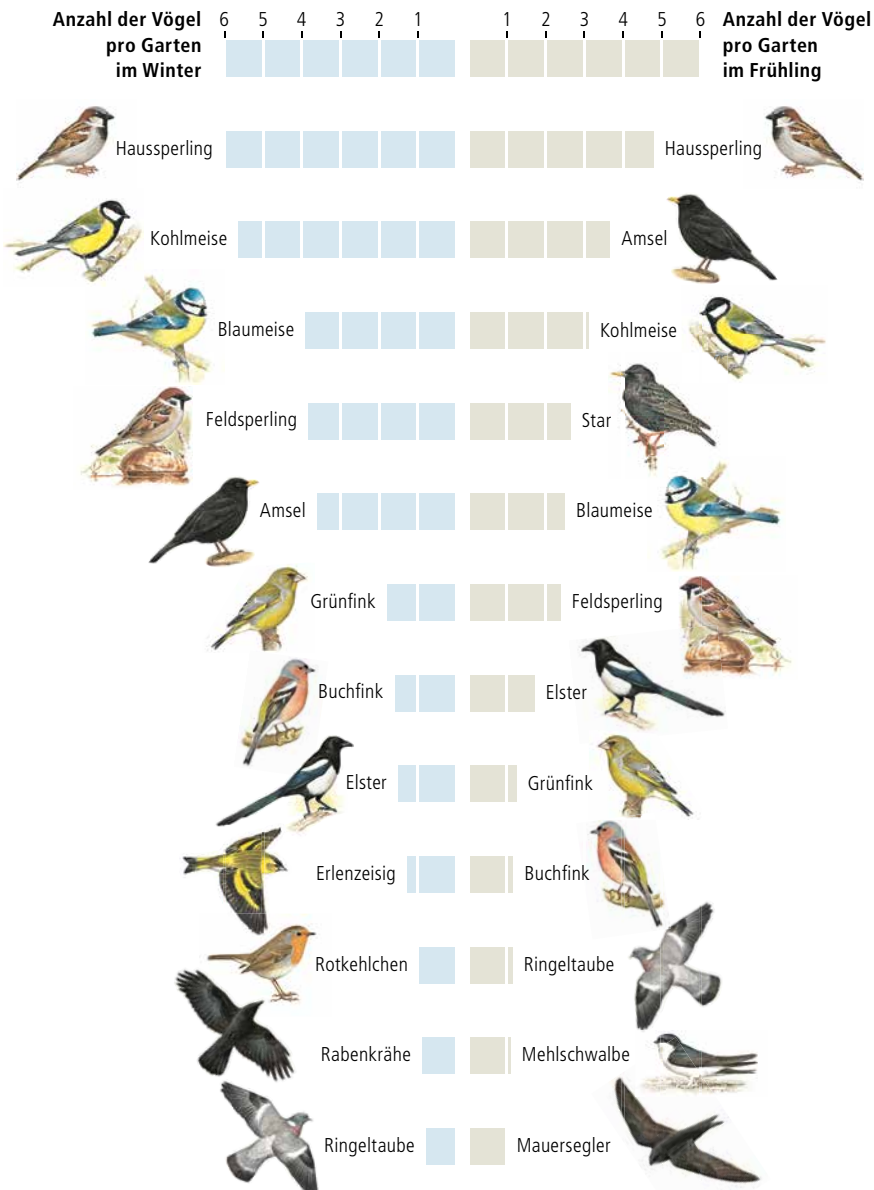 Anzahl der Vögel
pro Garten
im Winter
6 5 4 3 2 1
1 2 3 4 5 6
Anzahl der Vögel
pro Garten
im Frühling
Haussperling
Haussperling
Kohlmeise
Amsel
Blaumeise
Kohlmeise
Feldsperling
Star
Amsel
Blaumeise
Grünfink
Feldsperling
Buchfink
Elster
Elster
Grünfink
Erlenzeisig
Buchfink
Rotkehlchen
Ringeltaube
Rabenkrähe
Mehlschwalbe
Ringeltaube
Mauersegler